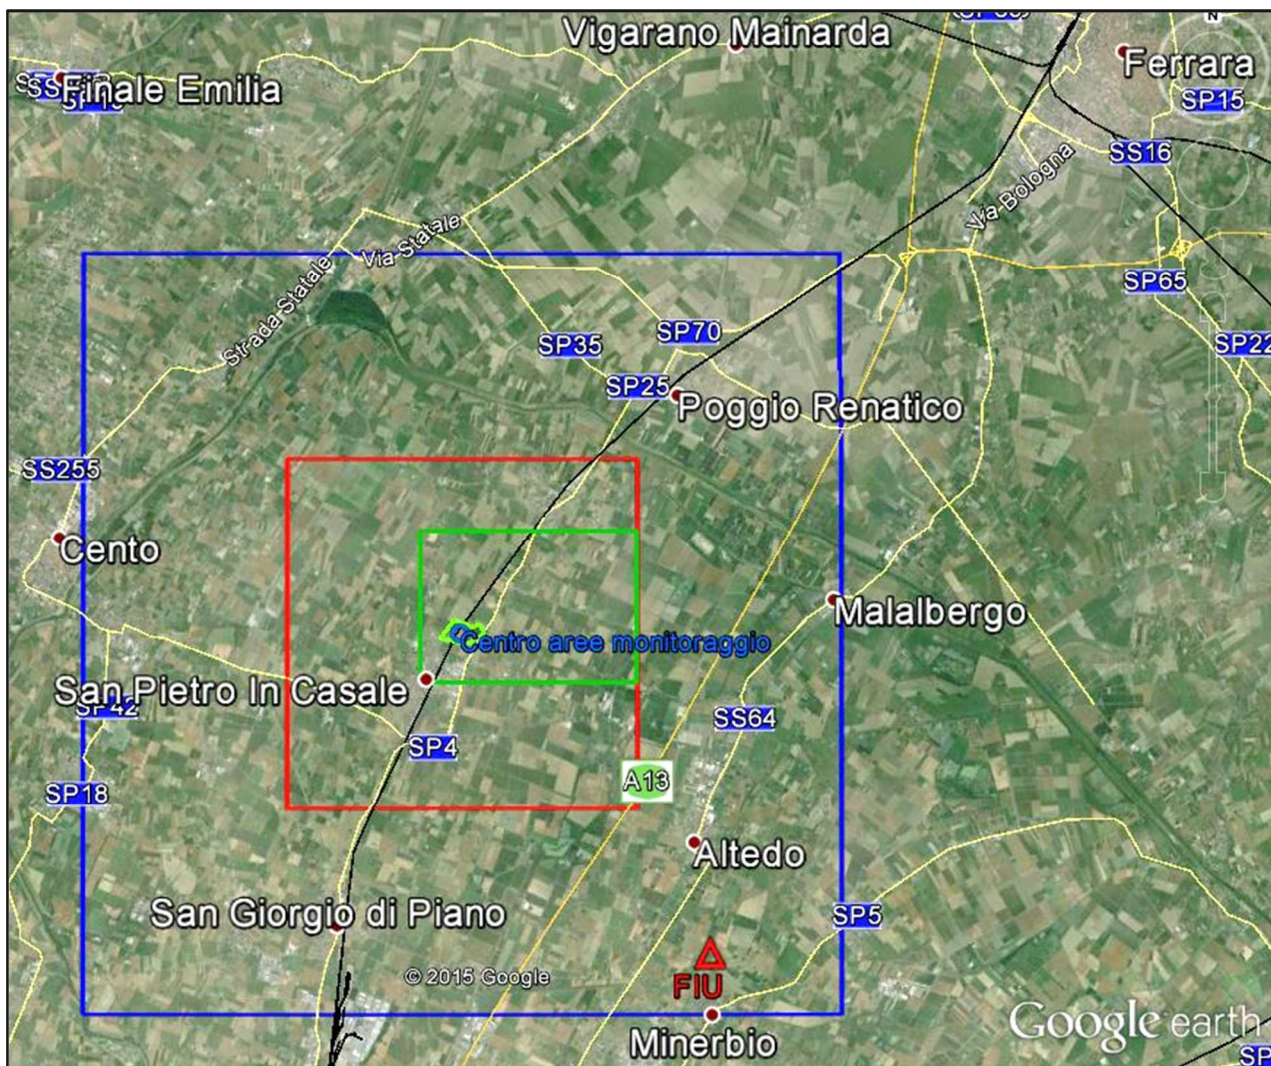 N
Vigarano Mainarda
Ferrara
Finale Emilia
SP15
SS16
Via Bologna
Via Statale
Strada Statale
SP65
SP70
SP35
SP22
SP25
Poggio Renatico
SS255
Cento
Malalbergo
Centro aree monitoraggio
San Pietro In Casale
SP42
SS64
SP4
SP18
A13
Altedo
San Giorgio di Piano
SP5
© 2015 Google
FIU
Google earth
Minerbio
SP